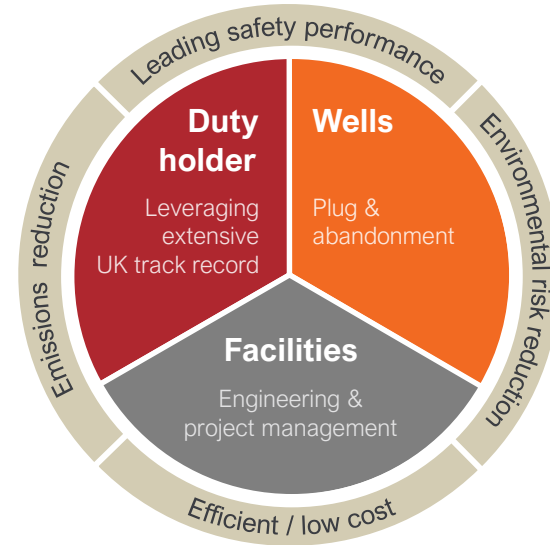 Leading safety performance
Duty
holder
Leveraging
extensive
UK track record
Wells
Plug &
abandonment
Facilities
Engineering &
project management
Environmental risk reduction
Efficient / low cost
Emissions reduction